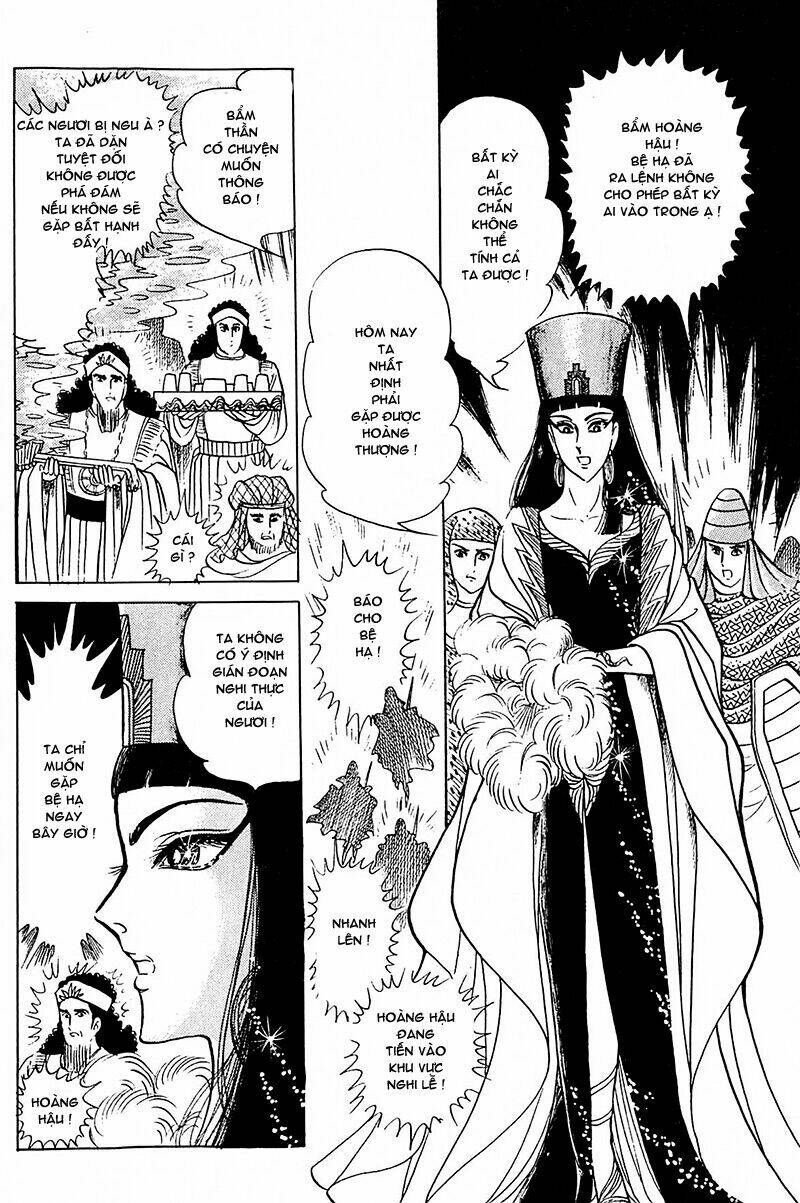 BẨM HOÀNG
HẬU !
BỆ HẠ ĐÃ
RA LỆNH KHÔNG
CHO PHÉP BẤT KỲ
AI VÀO TRONG Ạ !
BẤT KỲ
AI
CHẮC
CHẮN
KHÔNG
THỂ
TÍNH CẢ
TA ĐƯỢC !
HÔM NAY
TA
NHẤT
ĐỊNH
PHẢI
GẶP ĐƯỢC
HOÀNG
THƯỢNG !
BÁO
CHO
BỆ
HẠ !
NHANH
LÊN !
HOÀNG HẬU
ĐANG
TIẾN VÀO
KHU VỰC
NGHI LỄ !
BẨM
THẦN
CÓ CHUYỆN
MUỐN
THÔNG
BÁO !
CÁC NGƯƠI BỊ NGU À ?
TA ĐÃ DẶN
TUYỆT ĐỐI
KHÔNG ĐƯỢC
PHÁ ĐÁM
NẾU KHÔNG SẼ
GẶP BẤT HẠNH
ĐẤY !
CÁI
GÌ ?
TA KHÔNG
CÓ Ý ĐỊNH
GIÁN ĐOẠN
NGHI THỰC
CỦA
NGƯƠI !
TA CHỈ
MUỐN
GẶP
BỆ HẠ
NGAY
BÂY GIỜ !
HOÀNG
HẬU !